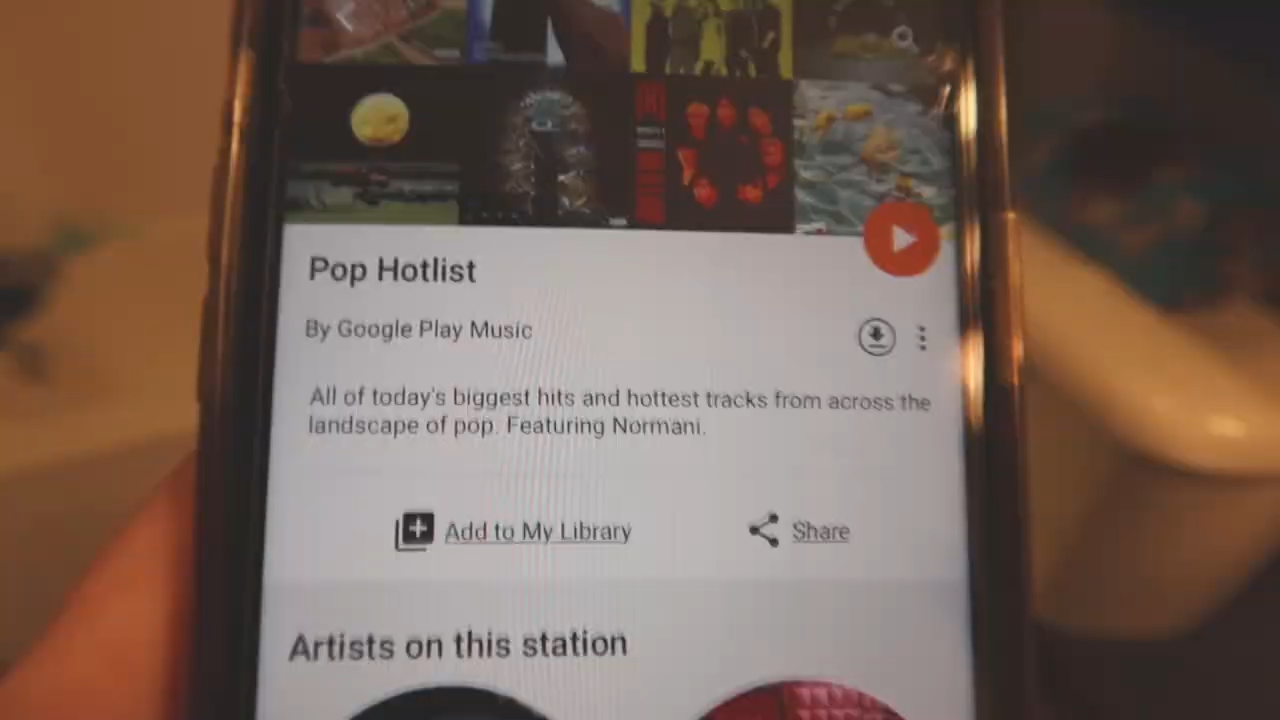 Pop Hotlist
By Google Play Music
All of today's biggest hits and hottest tracks from across the
landscape of pop. Featuring Normani.
Add to My Library
Share
Artists on this station